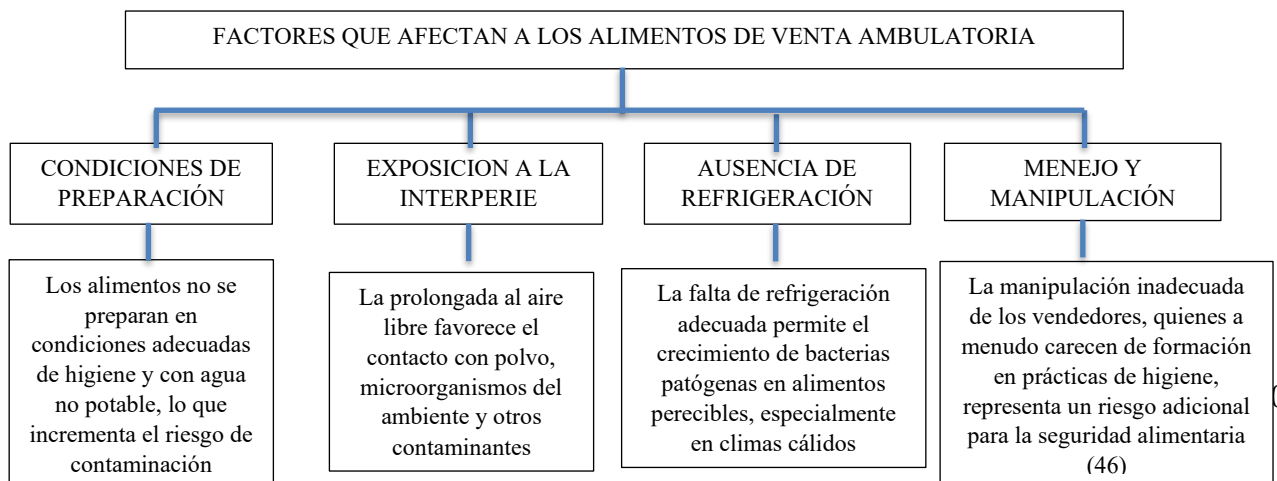 FACTORES QUE AFECTAN A LOS ALIMENTOS DE VENTA AMBULATORIA
CONDICIONES DE
PREPARACIÓN
EXPOSICION A LA
INTERPERIE
AUSENCIA DE
REFRIGERACIÓN
MENEJO Y
MANIPULACIÓN
Los alimentos no se
preparan en
condiciones adecuadas
de higiene y con agua
no potable, lo que
incrementa el riesgo de
contaminación
La prolongada al aire
libre favorece el
contacto con polvo,
microorganismos del
ambiente y otros
contaminantes
La falta de refrigeración
adecuada permite el
crecimiento de bacterias
patógenas en alimentos
perecibles, especialmente
en climas cálidos
La manipulación inadecuada
de los vendedores, quienes a
menudo carecen de formación
en prácticas de higiene,
representa un riesgo adicional
para la seguridad alimentaria
(46)